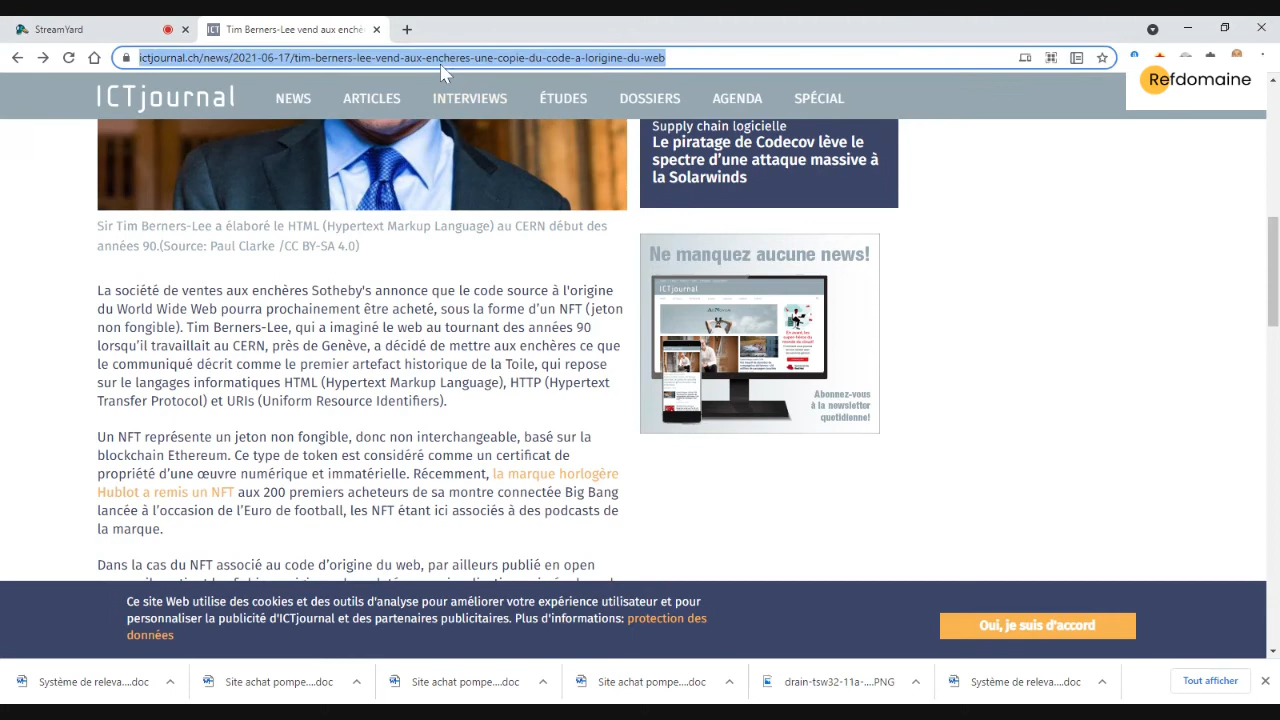 StreamYard
Tim Berners-Lee vend aux enchè
ictjournal.ch/news/2021-06-17/tim-berners-lee-vend-aux-encheres-une-copie-du-code-a-lorigine-du-web
Refdomaine
ICTjournal NEWS ARTICLES INTERVIEWS ÉTUDES DOSSIERS AGENDA SPÉCIAL
Sir Tim Berners-Lee a élaboré le HTML (Hypertext Markup Language) au CERN début des
années 90.(Source: Paul Clarke /CC BY-SA 4.0)
La société de ventes aux enchères Sotheby's annonce que le code source à l'origine
du World Wide Web pourra prochainement être acheté, sous la forme d’un NFT (jeton
non fongible). Tim Berners-Lee, qui a imaginé le web au tournant des années 90
lorsqu’il travaillait au CERN, près de Genève, a décidé de mettre aux enchères ce que
le communiqué décrit comme le premier artefact historique de la Toile, qui repose
sur le langages informatiques HTML (Hypertext Markup Language), HTTP (Hypertext
Transfer Protocol) et URIs (Uniform Resource Identifiers).
Un NFT représente un jeton non fongible, donc non interchangeable, basé sur la
blockchain Ethereum. Ce type de token est considéré comme un certificat de
propriété d’une œuvre numérique et immatérielle. Récemment, la marque horlogère
Hublot a remis un NFT aux 200 premiers acheteurs de sa montre connectée Big Bang
lancée à l’occasion de l’Euro de football, les NFT étant ici associés à des podcasts de
la marque.
Dans la cas du NFT associé au code d’origine du web, par ailleurs publié en open
Supply chain logicielle
Le piratage de Codecov lève le
spectre d’une attaque massive à
la Solarwinds
Ne manquez aucune news!
ICTjournal
Abonnez-vous
à la newsletter
quotidienne!
Ce site Web utilise des cookies et des outils d'analyse pour améliorer votre expérience utilisateur et pour
personnaliser la publicité d'ICTjournal et des partenaires publicitaires. Plus d'informations: protection des
données
Oui, je suis d'accord
Système de releva....doc
Site achat pompe....doc
Site achat pompe....doc
Site achat pompe....doc
drain-tsw32-11a-....PNG
Système de releva....doc
Tout afficher